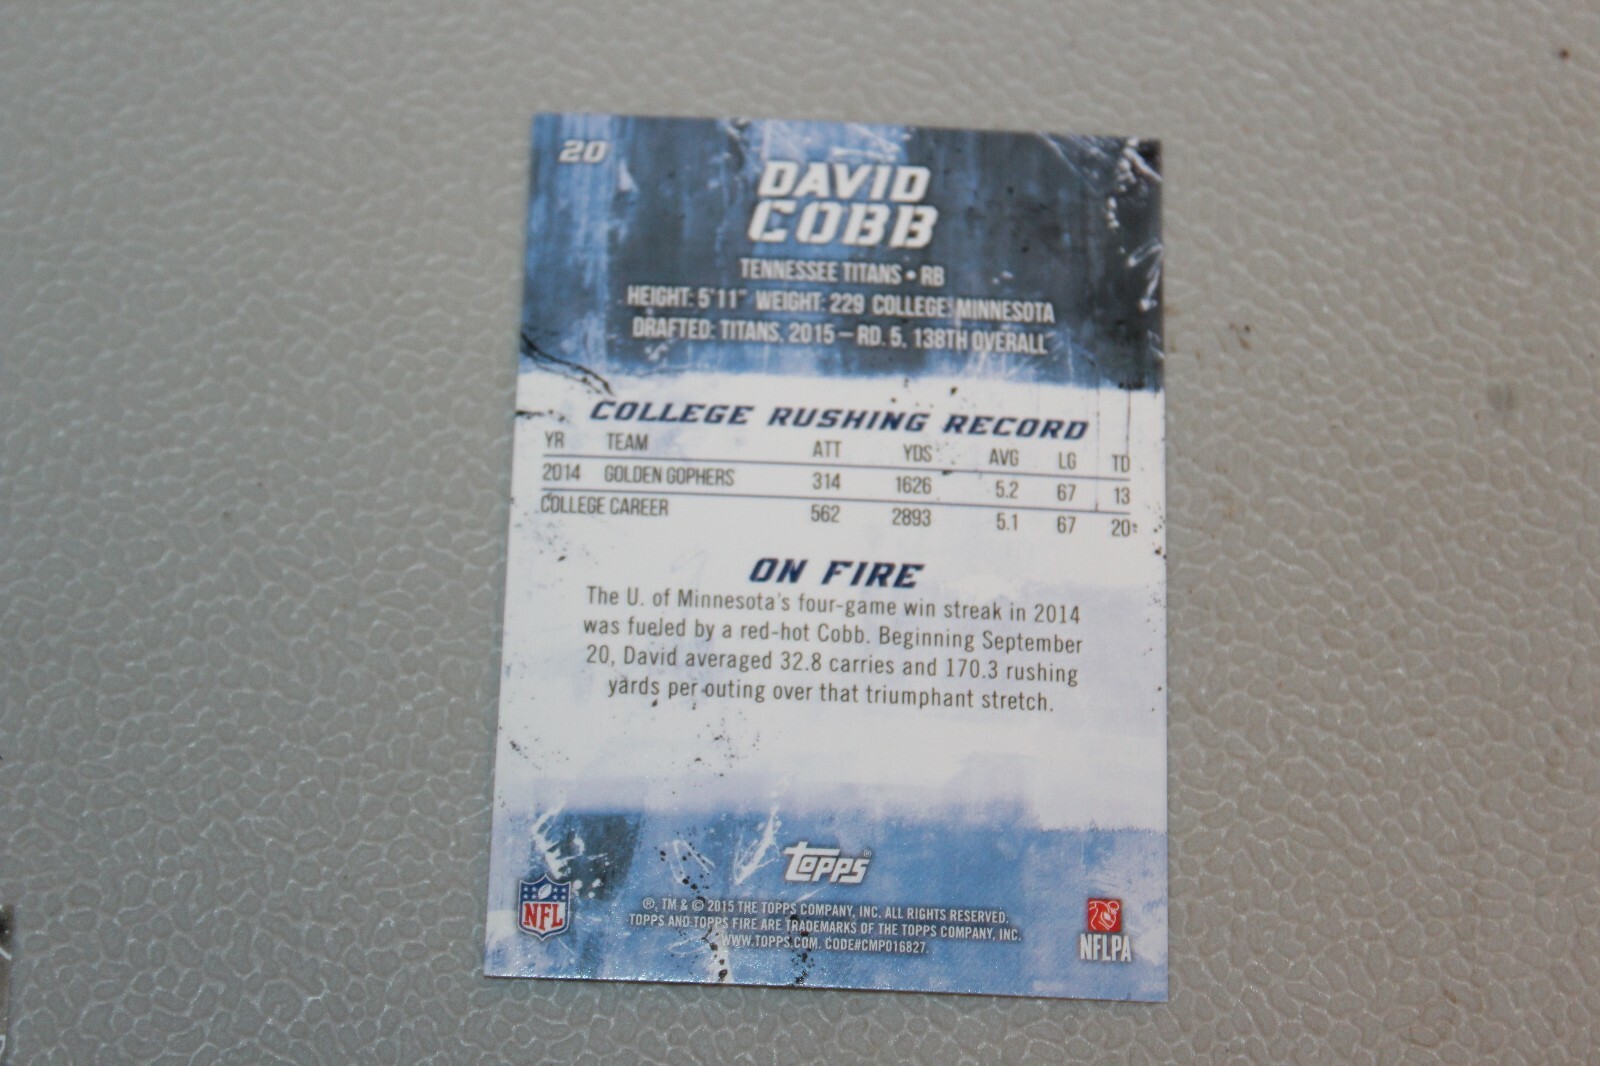 20
DAVID
COBB
TENNESSEE TITANS • RB
HEIGHT: 5'11" WEIGHT: 229 COLLEGE: MINNESOTA
DRAFTED: TITANS, 2015 – RD. 5, 138TH OVERALL
COLLEGE RUSHING RECORD
YR TEAM ATT YDS AVG LG TD
2014 GOLDEN GOPHERS 314 1626 5.2 67 13
COLLEGE CAREER 562 2893 5.1 67 20
ON FIRE
The U. of Minnesota's four-game win streak in 2014
was fueled by a red-hot Cobb. Beginning September
20, David averaged 32.8 carries and 170.3 rushing
yards per outing over that triumphant stretch.
Topps®
NFL
®, TM & © 2015 THE TOPPS COMPANY, INC. ALL RIGHTS RESERVED.
TOPPS AND TOPPS FIRE ARE TRADEMARKS OF THE TOPPS COMPANY, INC.
WWW.TOPPS.COM. CODE#CMP016827.
NFLPA